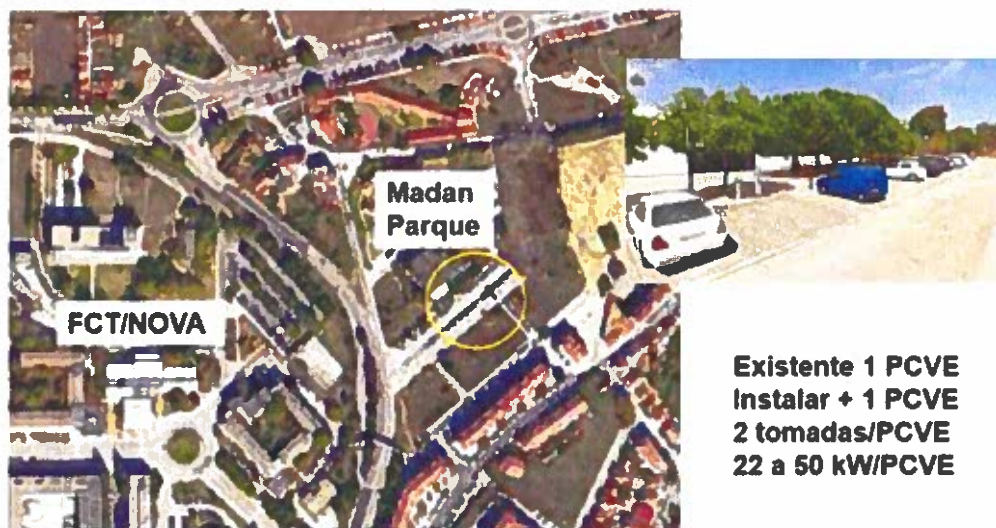 Madan
Parque
FCT/NOVA
Existente 1 PCVE
Instalar + 1 PCVE
2 tomadas/PCVE
22 a 50 kW/PCVE